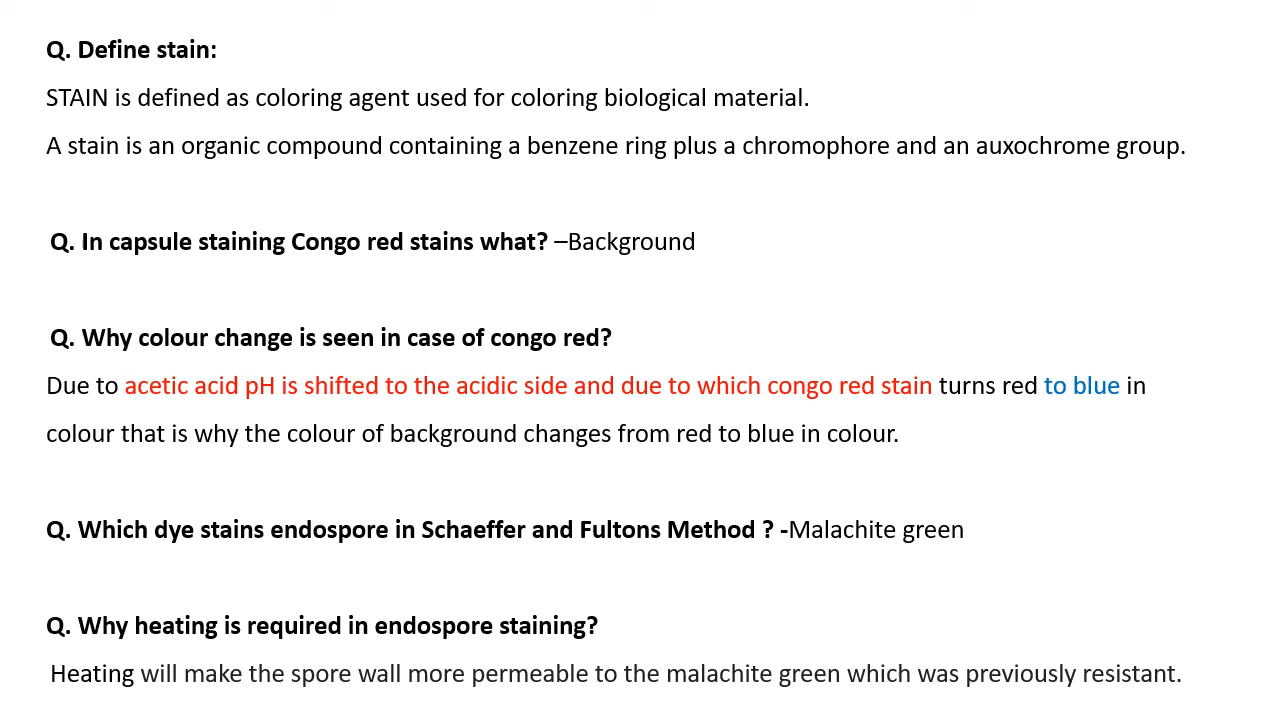 Q. Define stain:
STAIN is defined as coloring agent used for coloring biological material.
A stain is an organic compound containing a benzene ring plus a chromophore and an auxochrome group.
Q. In capsule staining Congo red stains what? –Background
Q. Why colour change is seen in case of congo red?
Due to acetic acid pH is shifted to the acidic side and due to which congo red stain turns red to blue in
colour that is why the colour of background changes from red to blue in colour.
Q. Which dye stains endospore in Schaeffer and Fultons Method ? -Malachite green
Q. Why heating is required in endospore staining?
Heating will make the spore wall more permeable to the malachite green which was previously resistant.